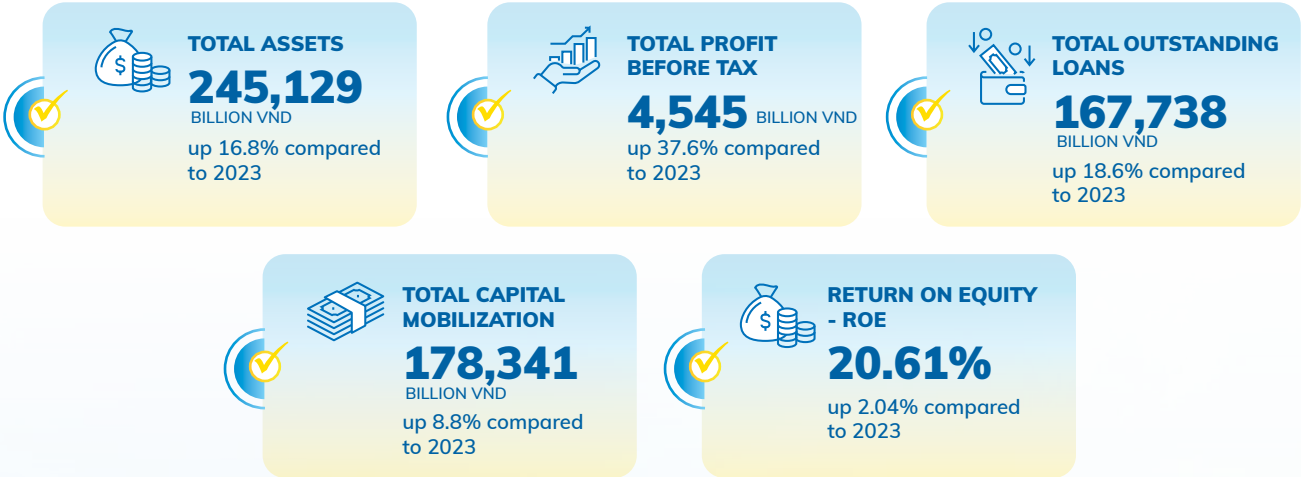 TOTAL ASSETS
245,129
BILLION VND
up 16.8% compared
to 2023
TOTAL PROFIT
BEFORE TAX
4,545 BILLION VND
up 37.6% compared
to 2023
TOTAL OUTSTANDING
LOANS
167,738
BILLION VND
up 18.6% compared
to 2023
TOTAL CAPITAL
MOBILIZATION
178,341
BILLION VND
up 8.8% compared
to 2023
RETURN ON EQUITY
- ROE
20.61%
up 2.04% compared
to 2023